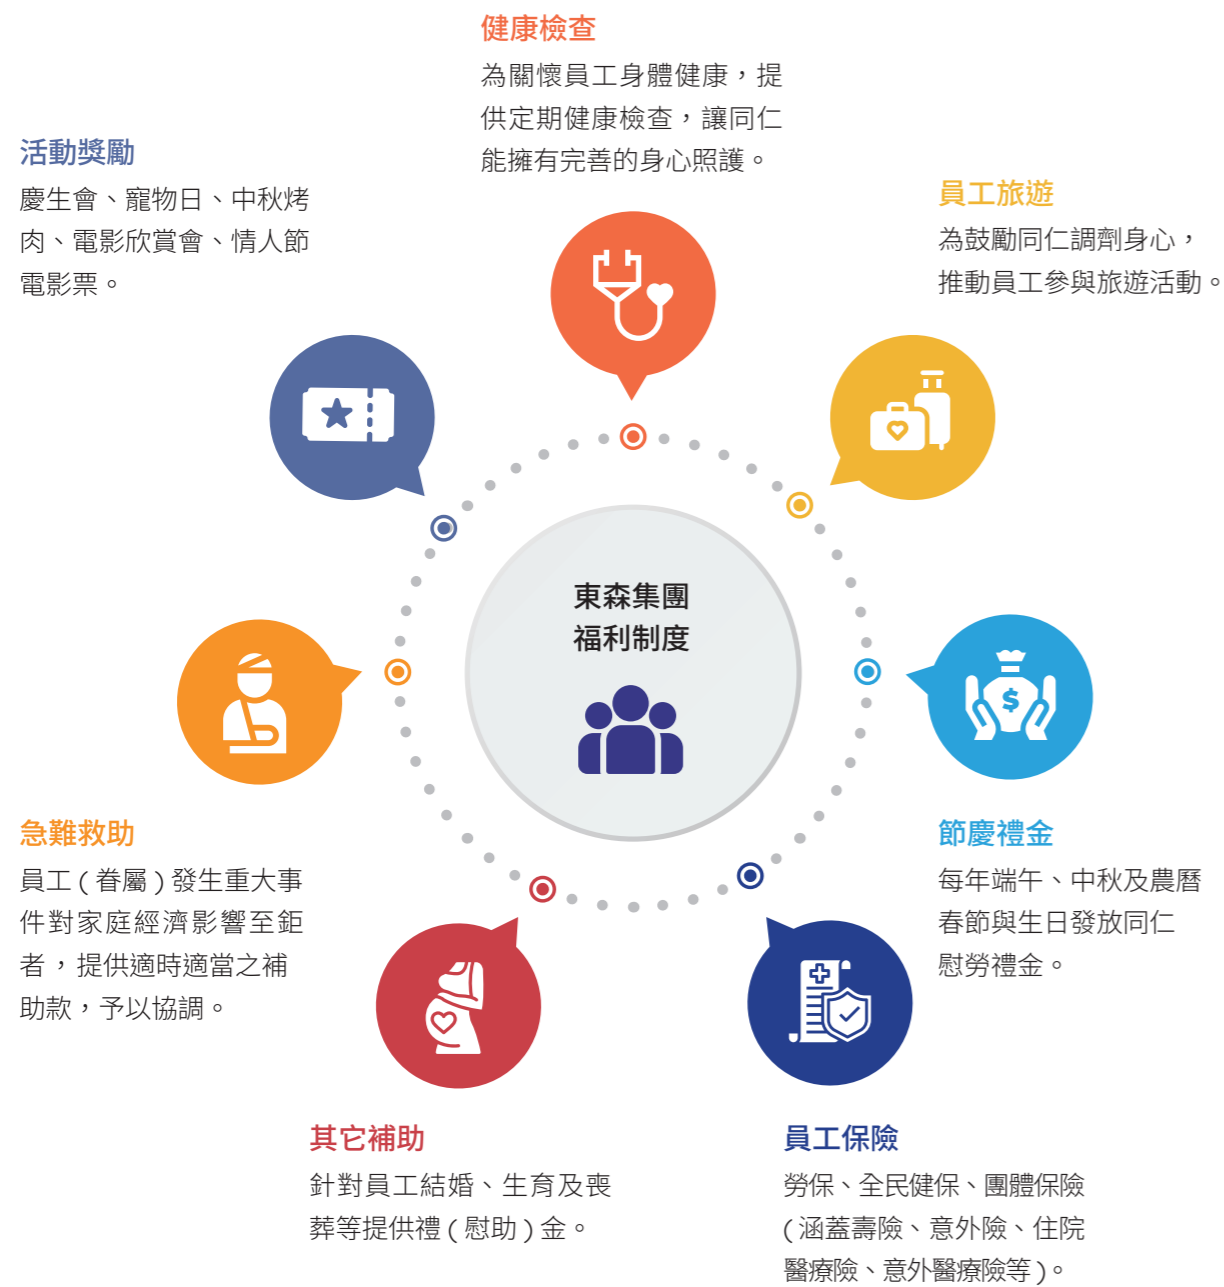 健康檢查
為關懷員工身體健康，提
供定期健康檢查，讓同仁
能擁有完善的身心照護。
活動獎勵
慶生會、寵物日、中秋烤
肉、電影欣賞會、情人節
電影票。
員工旅遊
為鼓勵同仁調劑身心，
推動員工參與旅遊活動。
東森集團
福利制度
$
急難救助
員工（眷屬）發生重大事
件對家庭經濟影響至鉅
者，提供適時適當之補
助款，予以協調。
節慶禮金
每年端午、中秋及農曆
春節與生日發放同仁
慰勞禮金。
其它補助
針對員工結婚、生育及喪
葬等提供禮（慰助）金。
員工保險
勞保、全民健保、團體保險
（涵蓋壽險、意外險、住院
醫療險、意外醫療險等）。